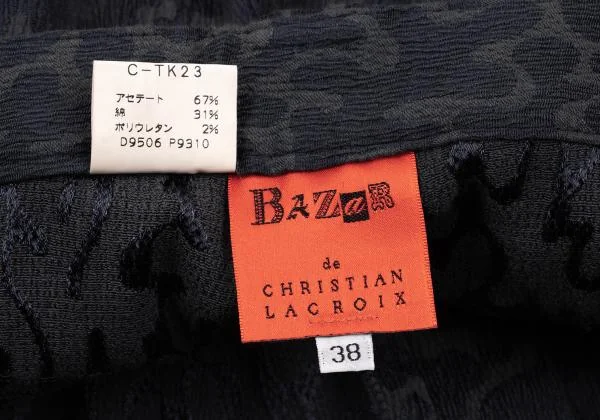 C-TK23
アセテート 67%
綿 31%
ポリウレタン 2%
D9506 P9310
BAZaR
de
CHRISTIAN
LACROIX
38